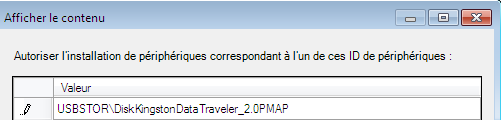 Afficher le contenu
Autoriser l'installation de périphériques correspondant à l'un de ces ID de périphériques :
Valeur
USBSTOR\DiskKingstonDataTraveler_2.0PMAP